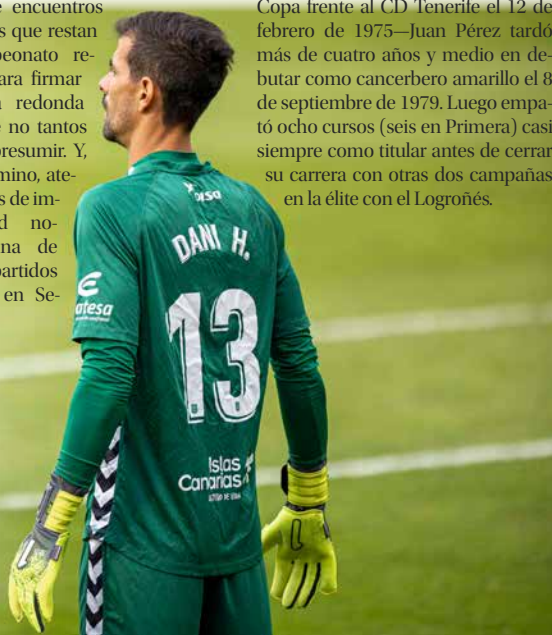 encuentros
s que restan
peonato re-
ara firmar
redonda
e no tantos
presumir. Y,
mino, ate-
s de im-
d no-
na de
partidos
en Se-
Copa frente al CD Tenerife el 12 de
febrero de 1975—Juan Pérez tardó
más de cuatro años y medio en de-
butar como cancerbero amarillo el 8
de septiembre de 1979. Luego empa-
tó ocho cursos (seis en Primera) casi
siempre como titular antes de cerrar
su carrera con otras dos campañas
en la élite con el Logroñés.
DANI H.
13
atesa
Islas
Canarias